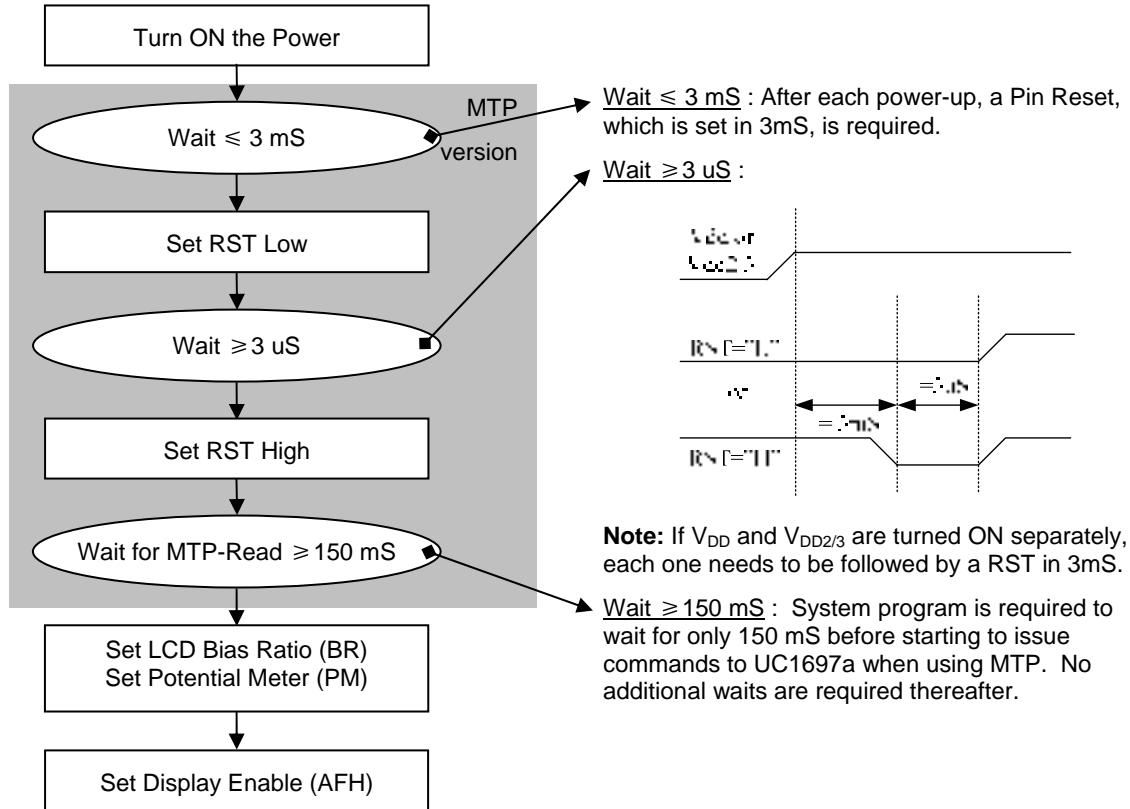 Turn ON the Power
MTP
version
Wait ≤ 3 mS
Set RST Low
Wait ≥3 uS
Set RST High
Wait for MTP-Read ≥150 mS
Set LCD Bias Ratio (BR)
Set Potential Meter (PM)
Set Display Enable (AFH)
Wait ≤ 3 mS : After each power-up, a Pin Reset,
which is set in 3mS, is required.
Wait ≥3 uS :
Note: If VDD and VDD2/3 are turned ON separately,
each one needs to be followed by a RST in 3mS.
Wait ≥150 mS : System program is required to
wait for only 150 mS before starting to issue
commands to UC1697a when using MTP. No
additional waits are required thereafter.